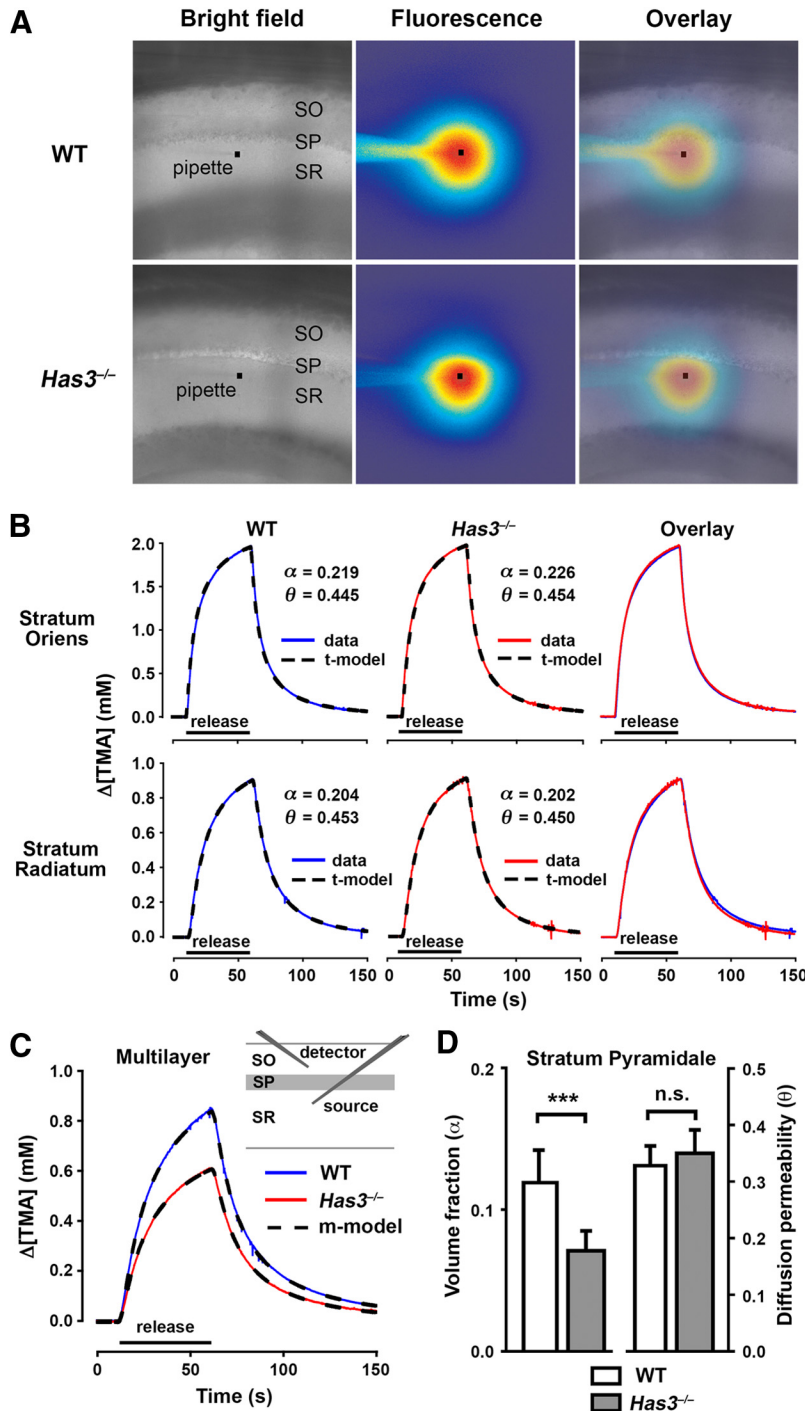 A
Bright field Fluorescence Overlay
WT
SO
SP
pipette
SR
Has3–/–
SO
SP
pipette
SR
B
WT Has3–/– Overlay
Stratum
Oriens
Δ[TMA] (mM)
2.0
1.5
1.0
0.5
0.0
α = 0.219
θ = 0.445
data
t-model
release
α = 0.226
θ = 0.454
data
t-model
release
release
Stratum
Radiatum
0.8
0.6
0.4
0.2
0.0
α = 0.204
θ = 0.453
data
t-model
release
α = 0.202
θ = 0.450
data
t-model
release
release
0 50 100 150 0 50 100 150 0 50 100 150
Time (s)
C
Multilayer
Δ[TMA] (mM)
1.0
0.8
0.6
0.4
0.2
0.0
SO
detector
SP
source
SR
WT
Has3–/–
m-model
release
0 50 100 150
Time (s)
D
Stratum Pyramidale
Volume fraction (α)
0.2
0.1
0.0
***
n.s.
0.5
0.4
0.3
0.2
0.1
0.0
Diffusion permeability (θ)
WT
Has3–/–